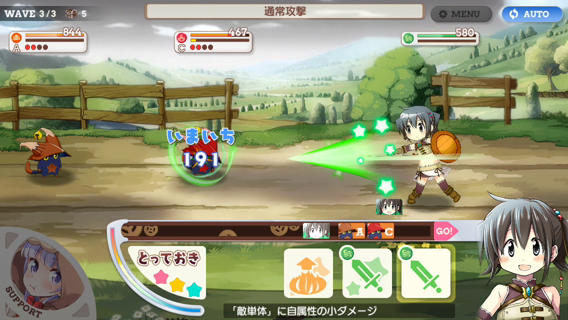 WAVE 3/3 5
通常攻撃
MENU
AUTO
844
A
467
C
580
いまいち
191
A C GO!
とっておき
SUPPORT
「敵単体」に自属性の小ダメージ